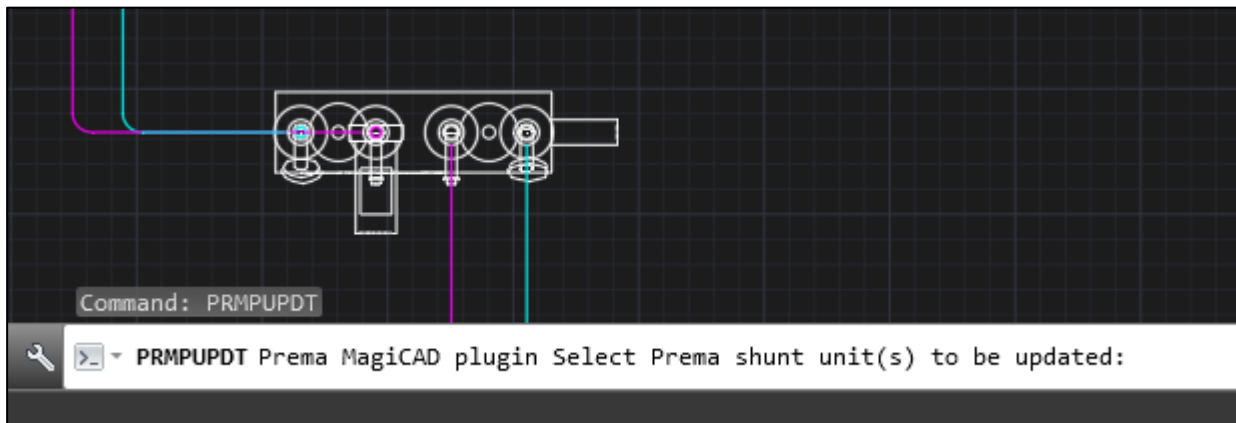 Command: PRMPUPDT
PRMPUPDT Prema MagiCAD plugin Select Prema shunt unit(s) to be updated: